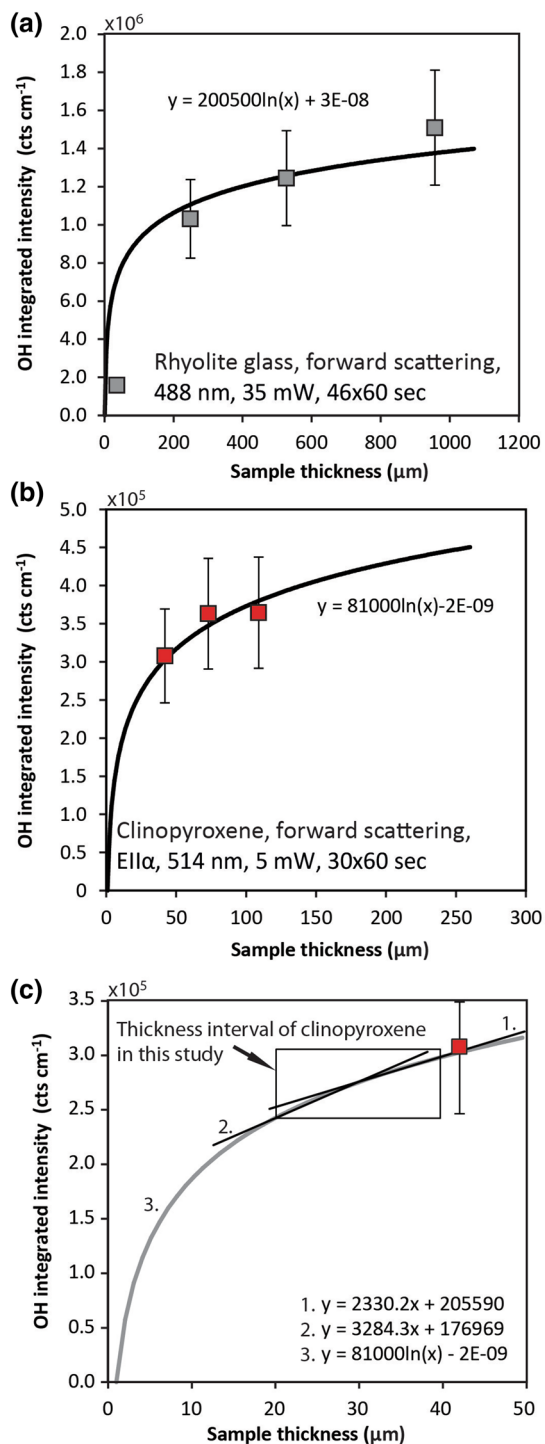 (a)
x10⁶
2.0
1.8
1.6
1.4
1.2
1.0
8.0
6.0
4.0
2.0
0.0
OH integrated intensity (cts cm⁻¹)
y = 200500ln(x) + 3E-08
Rhyolite glass, forward scattering,
488 nm, 35 mW, 46x60 sec
0 200 400 600 800 1000 1200
Sample thickness (µm)
(b)
x10⁵
5.0
4.5
4.0
3.5
3.0
2.5
2.0
1.5
1.0
0.5
0
OH integrated intensity (cts cm⁻¹)
y = 81000ln(x)-2E-09
Clinopyroxene, forward scattering,
EIIα, 514 nm, 5 mW, 30x60 sec
0 50 100 150 200 250 300
Sample thickness (µm)
(c)
x10⁵
3.5
3.0
2.5
2.0
1.5
1.0
0.5
0
OH integrated intensity (cts cm⁻¹)
Thickness interval of clinopyroxene
in this study
1.
2.
3.
1. y = 2330.2x + 205590
2. y = 3284.3x + 176969
3. y = 81000ln(x) - 2E-09
0 10 20 30 40 50
Sample thickness (µm)